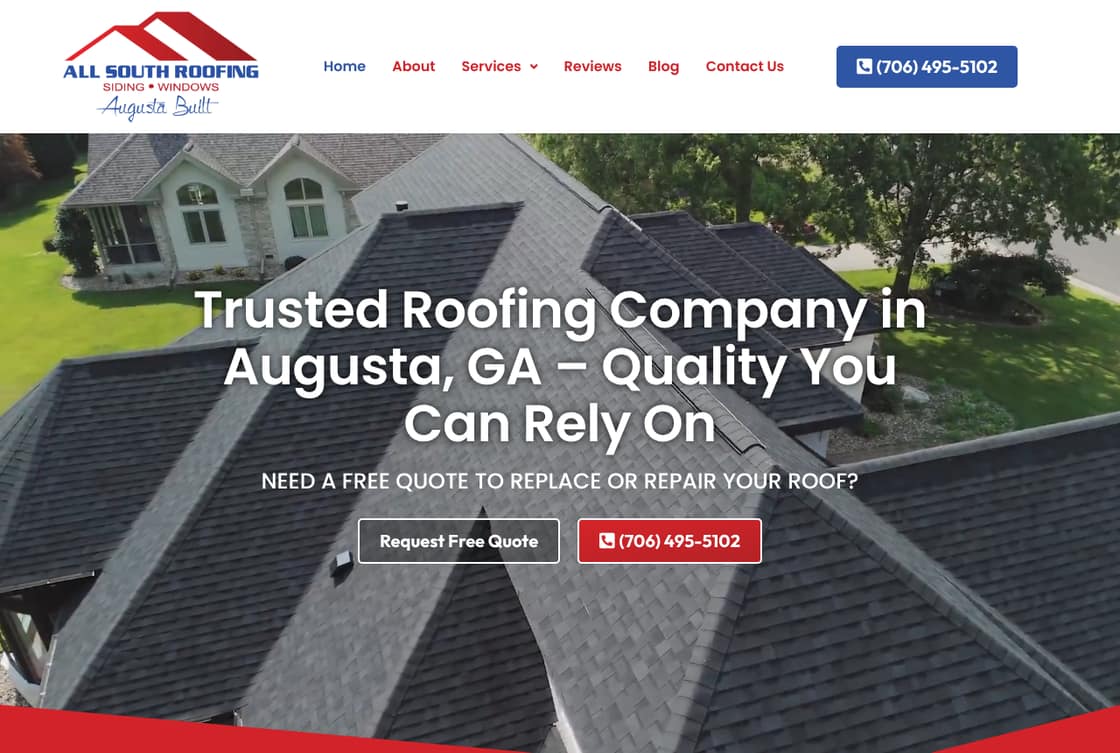 ALL SOUTH ROOFING
SIDING • WINDOWS
Augusta Built
Home
About
Services
Reviews
Blog
Contact Us
(706) 495-5102
Trusted Roofing Company in
Augusta, GA – Quality You
Can Rely On
NEED A FREE QUOTE TO REPLACE OR REPAIR YOUR ROOF?
Request Free Quote
(706) 495-5102